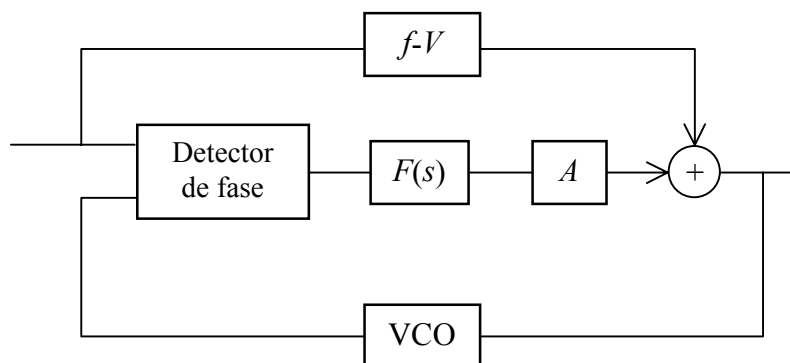 f-V
Detector
de fase
F(s)
A
+
VCO